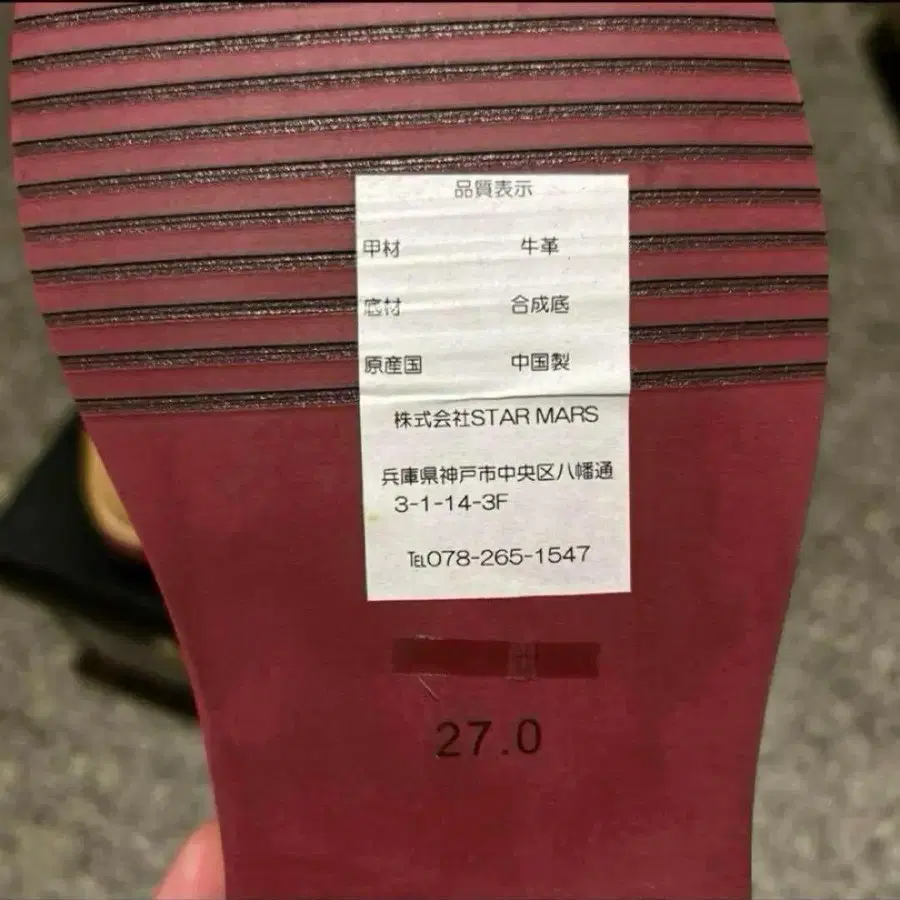 品質表示
甲材 牛革
底材 合成底
原産国 中国製
株式会社STAR MARS
兵庫県神戸市中央区八幡通
3-1-14-3F
℡078-265-1547
27.0